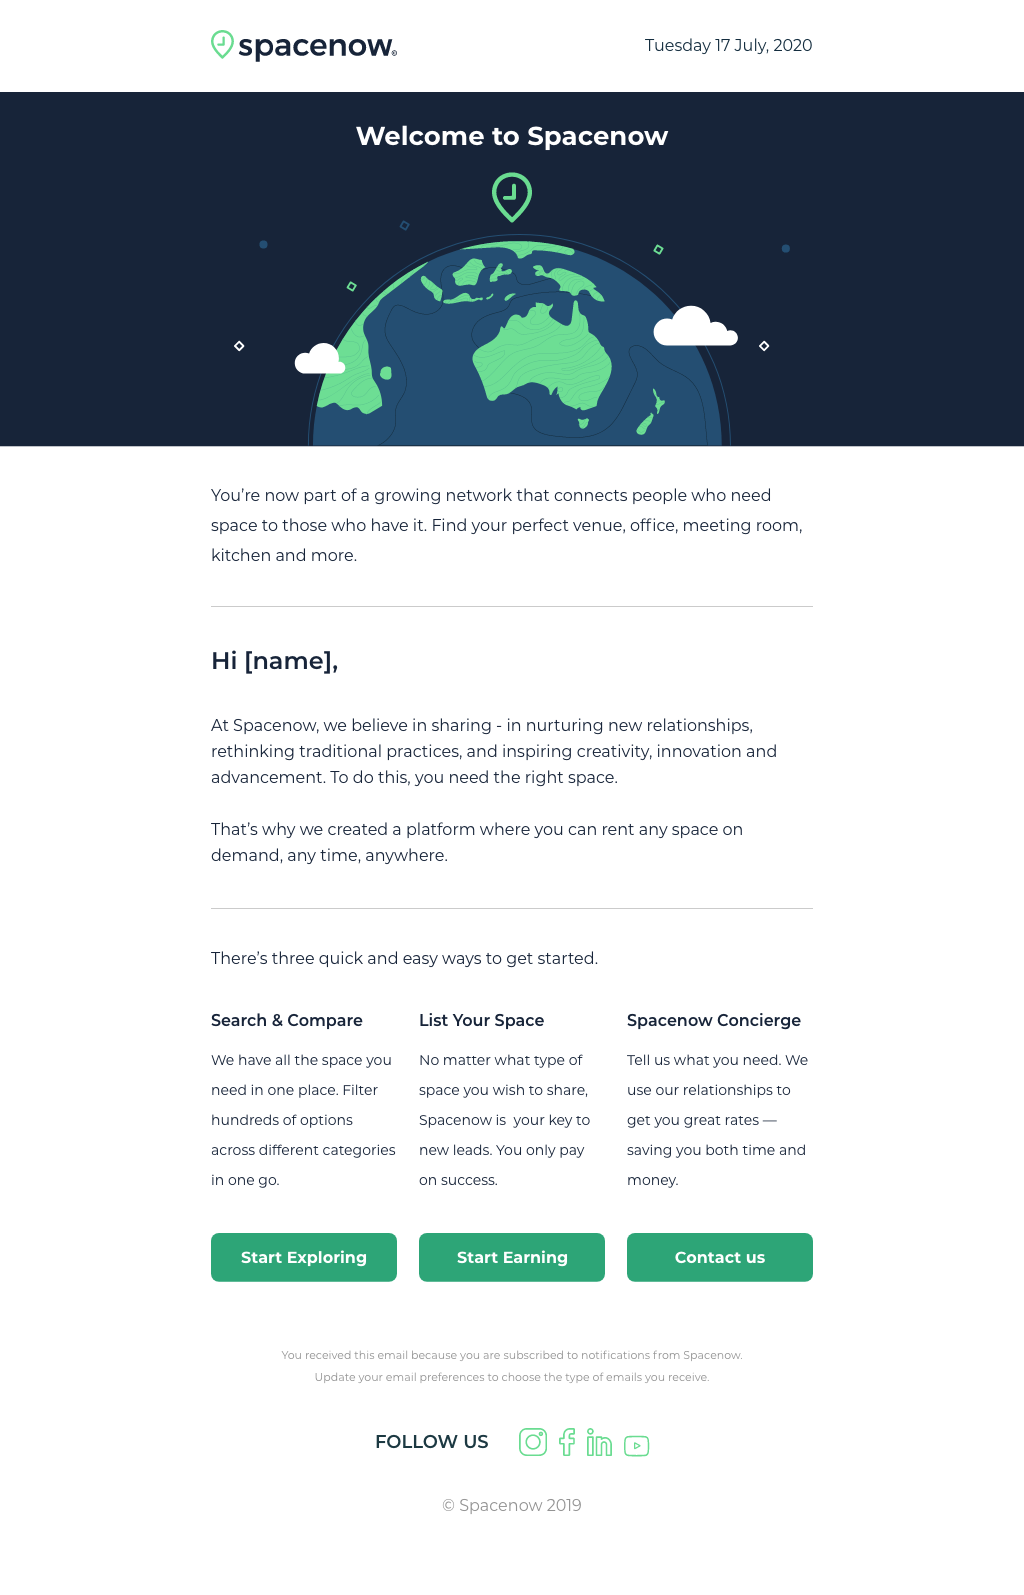 spacenow®
Tuesday 17 July, 2020
Welcome to Spacenow
You’re now part of a growing network that connects people who need
space to those who have it. Find your perfect venue, office, meeting room,
kitchen and more.
Hi [name],
At Spacenow, we believe in sharing - in nurturing new relationships,
rethinking traditional practices, and inspiring creativity, innovation and
advancement. To do this, you need the right space.
That’s why we created a platform where you can rent any space on
demand, any time, anywhere.
There’s three quick and easy ways to get started.
Search & Compare
We have all the space you
need in one place. Filter
hundreds of options
across different categories
in one go.
Start Exploring
List Your Space
No matter what type of
space you wish to share,
Spacenow is  your key to
new leads. You only pay
on success.
Start Earning
Spacenow Concierge
Tell us what you need. We
use our relationships to
get you great rates —
saving you both time and
money.
Contact us
You received this email because you are subscribed to notifications from Spacenow.
Update your email preferences to choose the type of emails you receive.
FOLLOW US
© Spacenow 2019